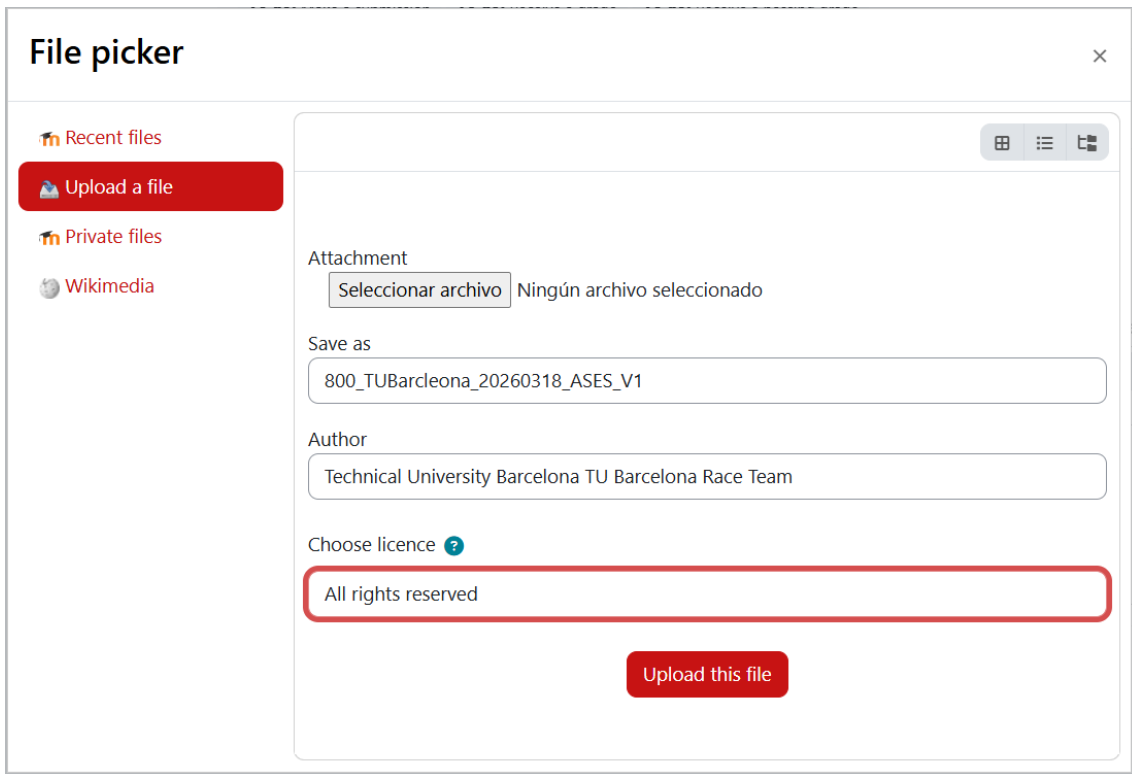 File picker
×
Recent files
Upload a file
Private files
Wikimedia
Attachment
Seleccionar archivo Ningún archivo seleccionado
Save as
800_TUBarcleona_20260318_ASES_V1
Author
Technical University Barcelona TU Barcelona Race Team
Choose licence ?
All rights reserved
Upload this file